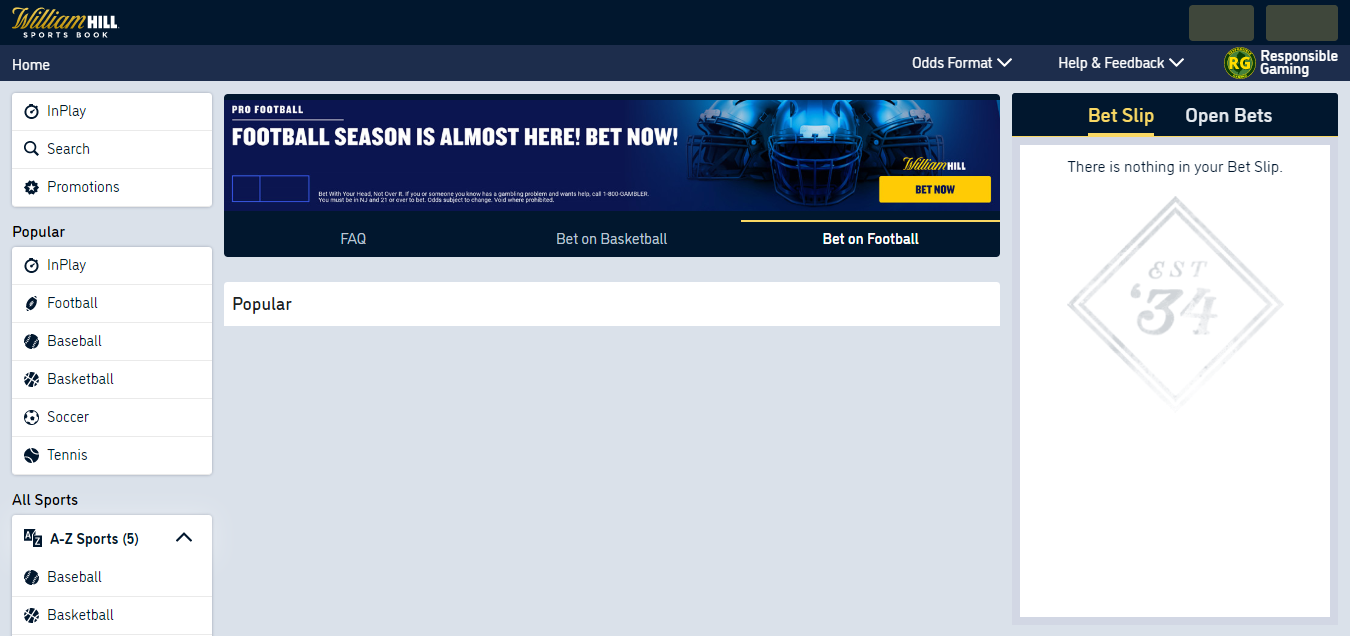 William HILL
SPORTS BOOK
Home
Odds Format
Help & Feedback
RG
Responsible
Gaming
InPlay
Search
Promotions
Popular
InPlay
Football
Baseball
Basketball
Soccer
Tennis
All Sports
A-Z Sports (5)
Baseball
Basketball
PRO FOOTBALL
FOOTBALL SEASON IS ALMOST HERE! BET NOW!
William HILL
BET NOW
Bet With Your Head, Not Over It. If you or someone you know has a gambling problem and wants help, call 1-800-GAMBLER.
You must be in NJ and 21 or over to bet. Odds subject to change. Void where prohibited.
FAQ
Bet on Basketball
Bet on Football
Popular
Bet Slip
Open Bets
There is nothing in your Bet Slip.
EST
‘34